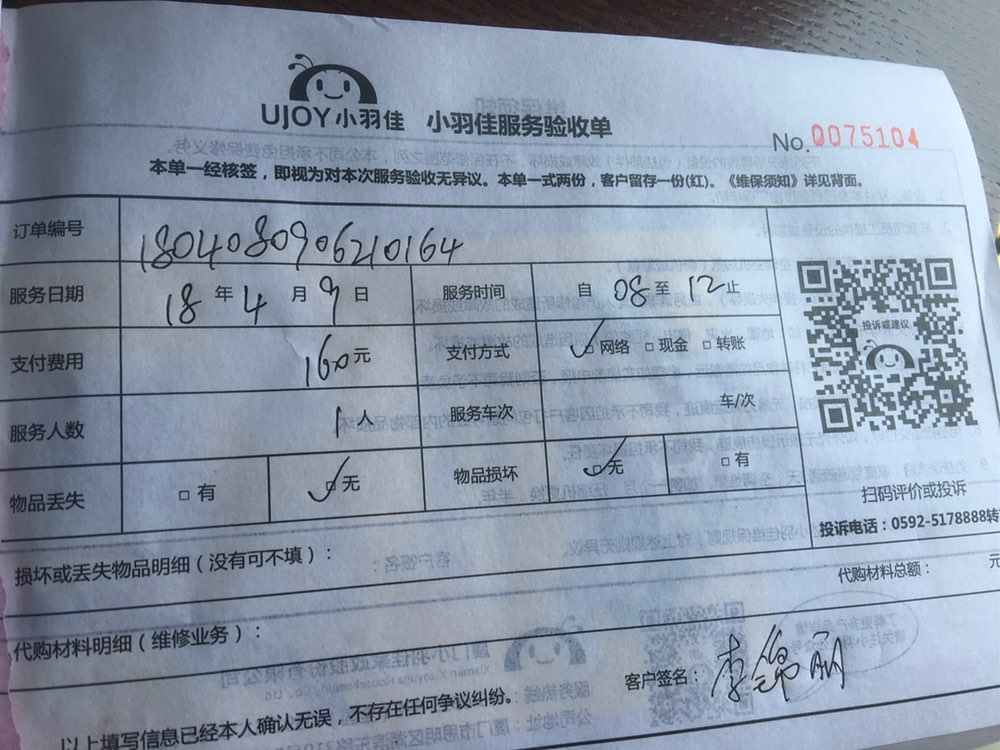 UJOY小羽佳 小羽佳服务验收单
No.0075104
本单一经核签，即视为对本次服务验收无异议。本单一式两份，客户留存一份(红)。《维保须知》详见背面。
订单编号 1804080906210164
服务日期 18 年 4 月 9 日 服务时间 自 08 至 12 止
投诉或建议
支付费用 160元 支付方式 □网络 □现金 □转账
服务人数 1人 服务车次 车/次
物品丢失 □有 □无 物品损坏 □无 □有
扫码评价或投诉
投诉电话：0592-5178888转
损坏或丢失物品明细（没有可不填）：
代购材料总额： 元
代购材料明细（维修业务）：
客户签名：李锦丽
以上填写信息已经本人确认无误，不存在任何争议纠纷。